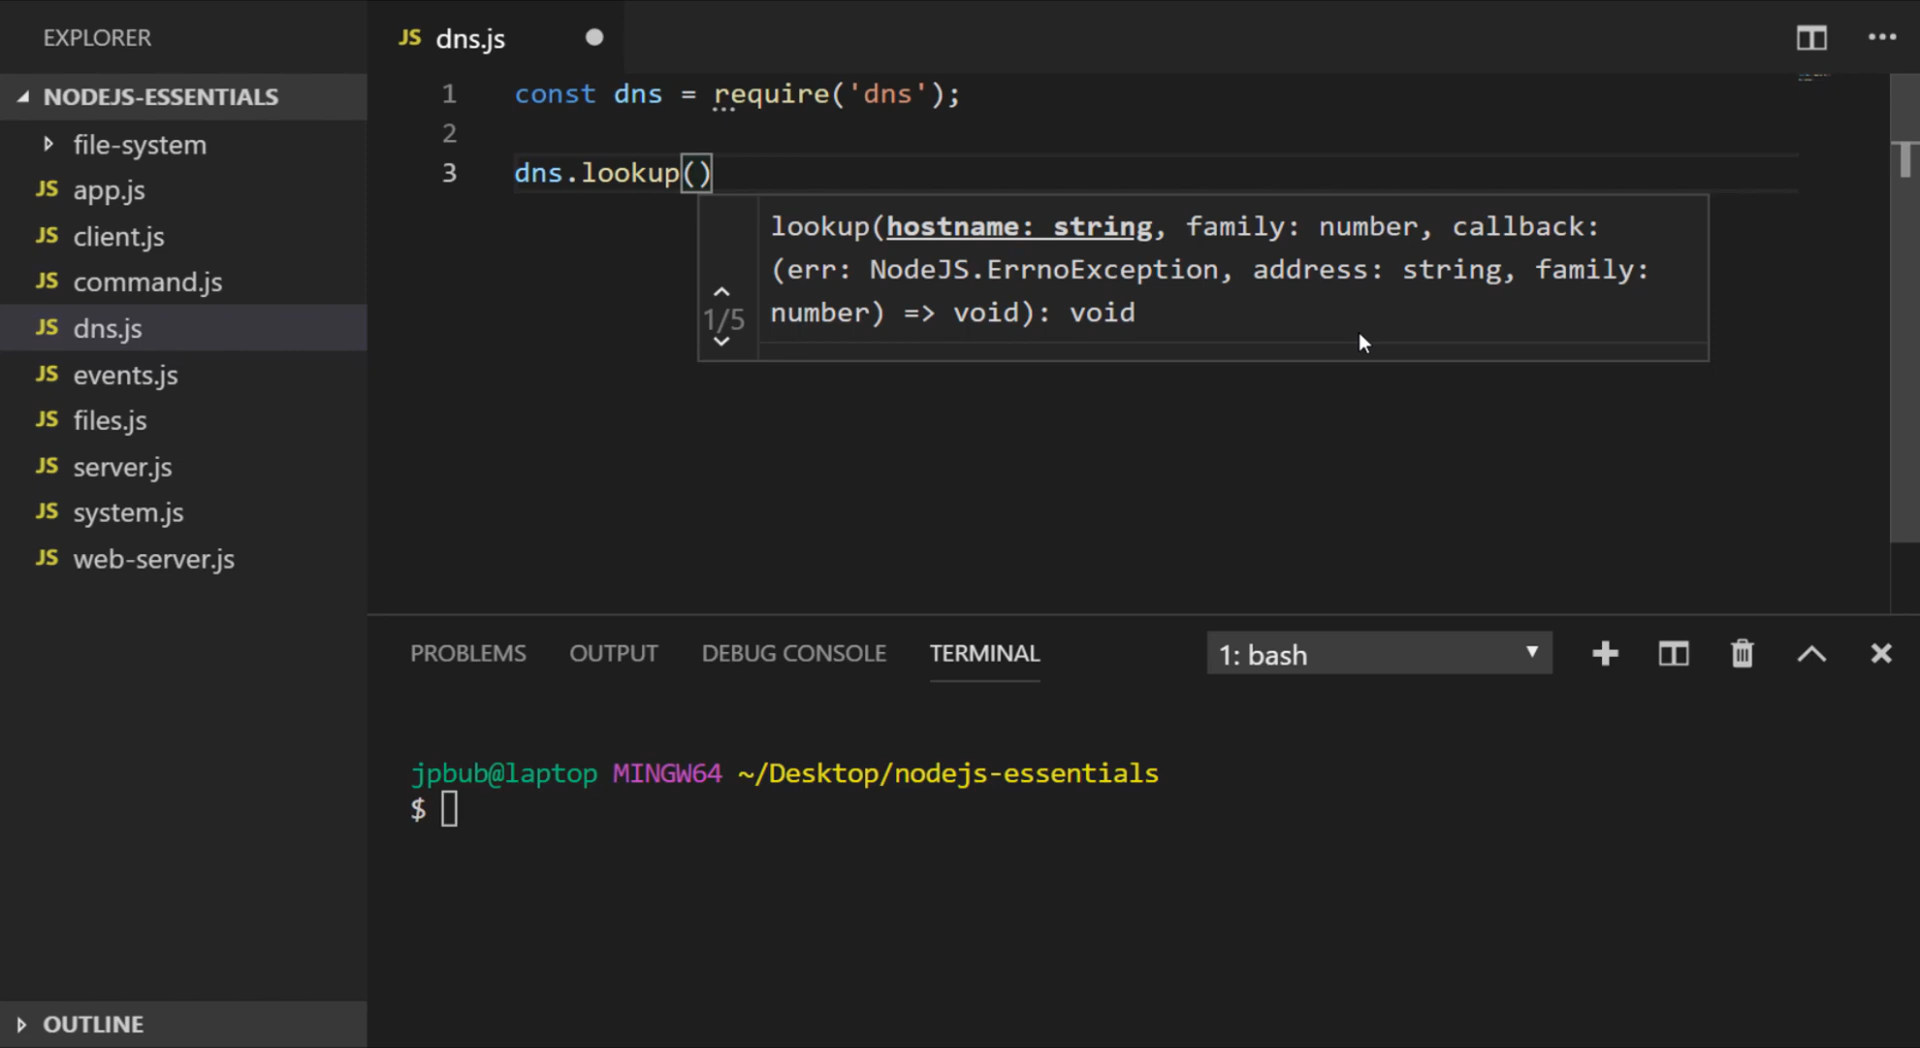 EXPLORER
NODEJS-ESSENTIALS
file-system
JS app.js
JS client.js
JS command.js
JS dns.js
JS events.js
JS files.js
JS server.js
JS system.js
JS web-server.js
OUTLINE
JS dns.js
1 const dns = require('dns');
2
3 dns.lookup()
lookup(hostname: string, family: number, callback:
(err: NodeJS.ErrnoException, address: string, family:
number) => void): void
1/5
PROBLEMS OUTPUT DEBUG CONSOLE TERMINAL 1: bash
jpbub@laptop MINGW64 ~/Desktop/nodejs-essentials
$